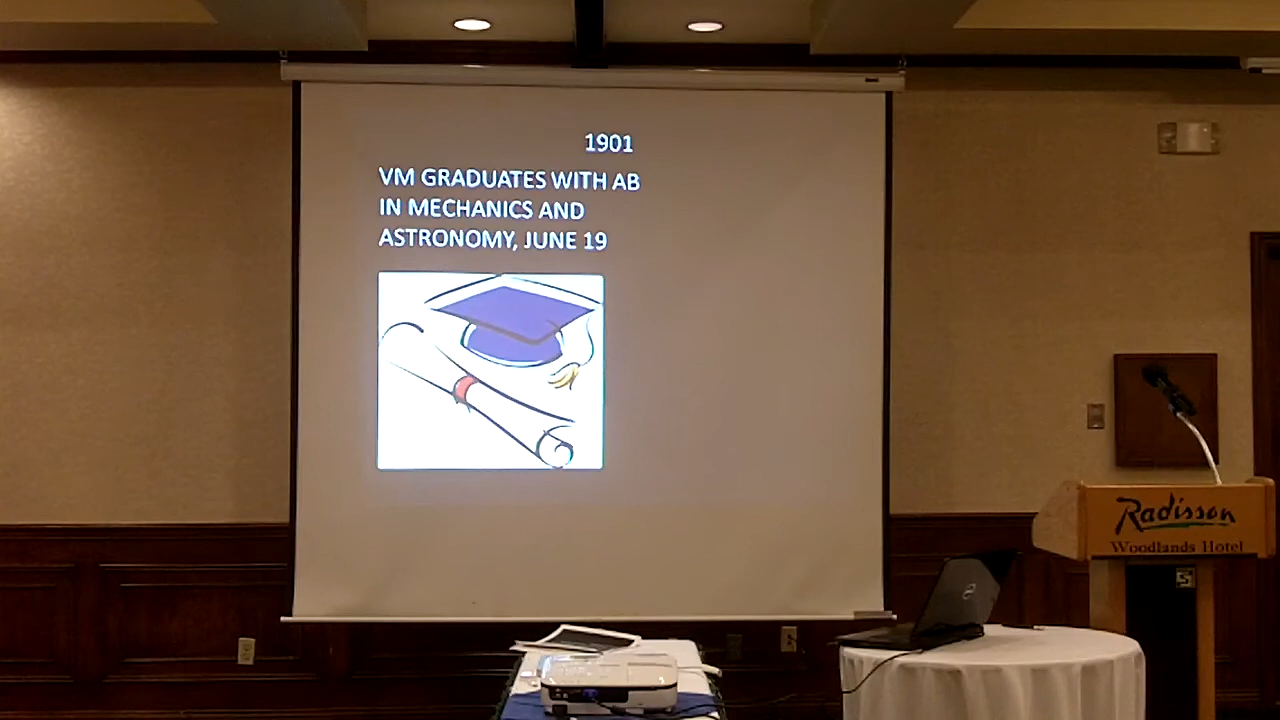 1901
VM GRADUATES WITH AB
IN MECHANICS AND
ASTRONOMY, JUNE 19
Radisson
Woodlands Hotel